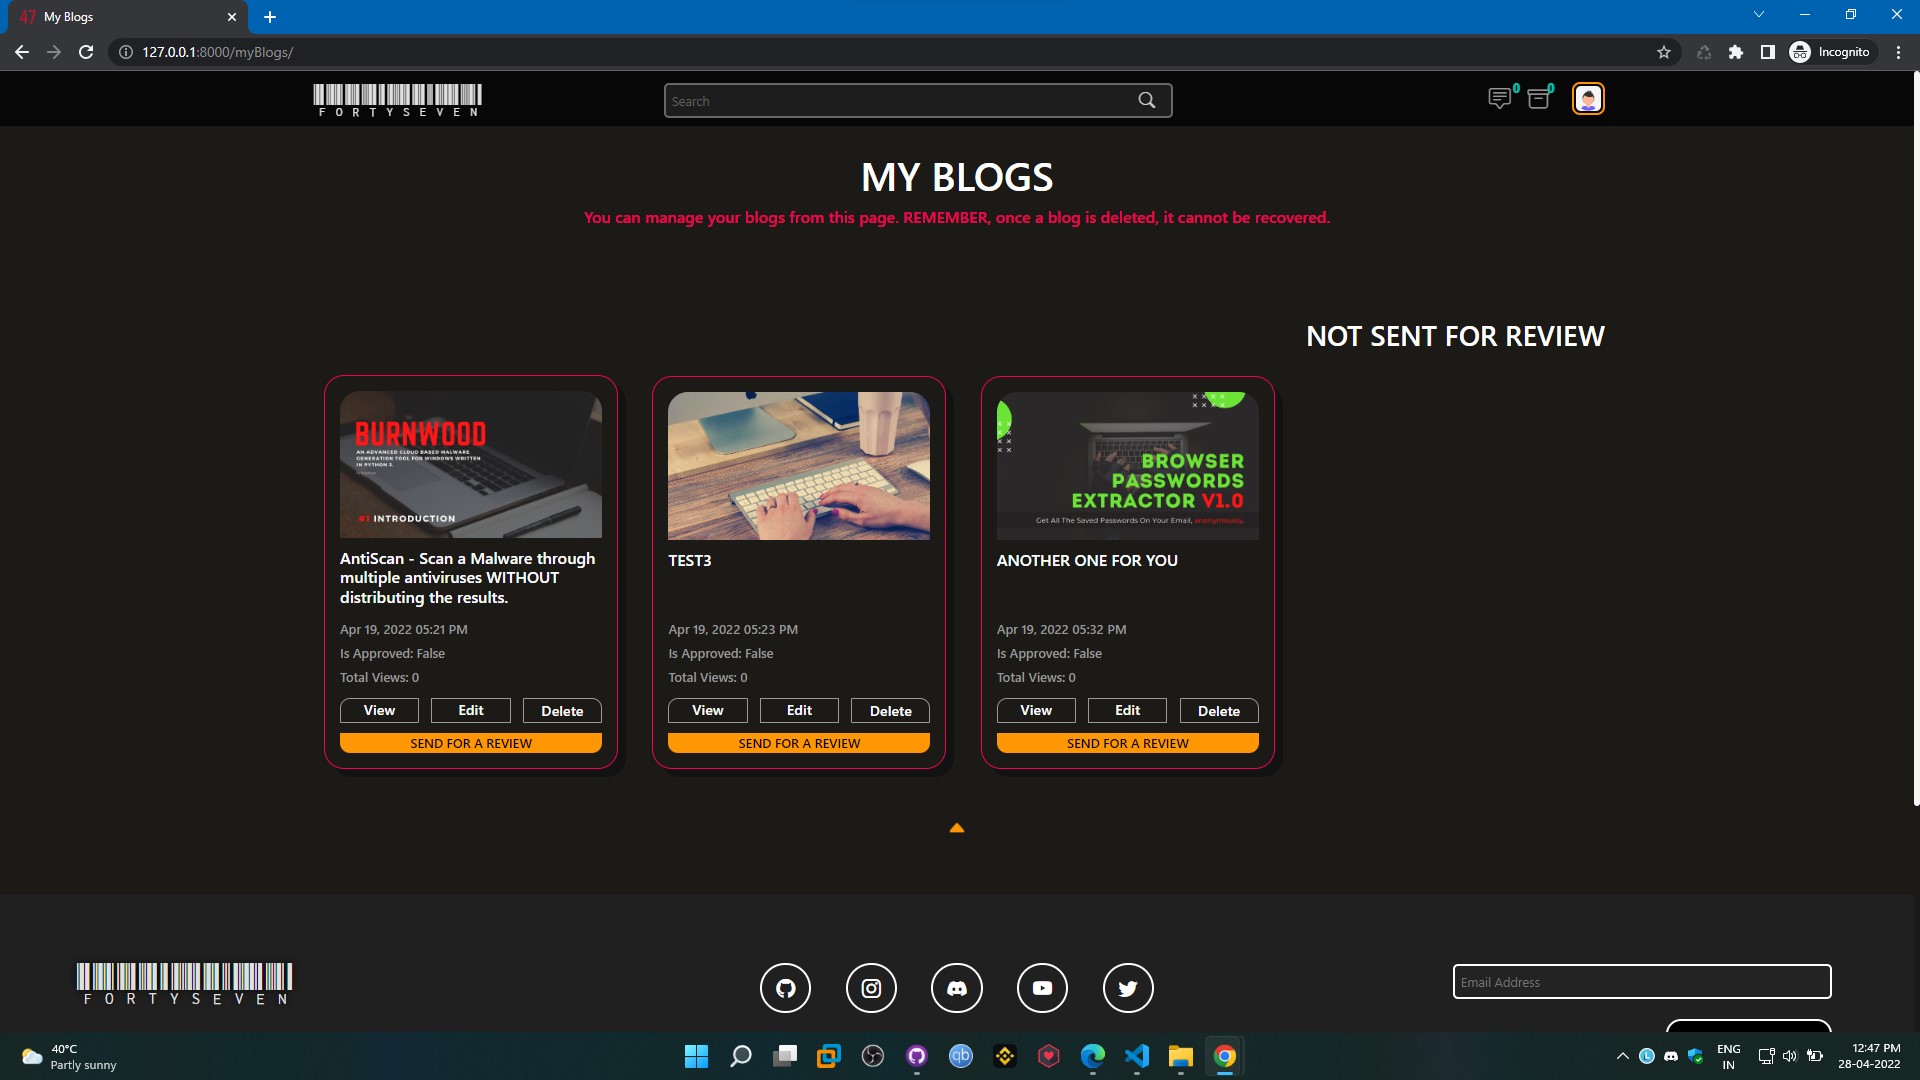 47 My Blogs
127.0.0.1:8000/myBlogs/
Incognito
FORTYSEVEN
Search
0
0
MY BLOGS
You can manage your blogs from this page. REMEMBER, once a blog is deleted, it cannot be recovered.
NOT SENT FOR REVIEW
BURNWOOD
AN ADVANCED CLOUD BASED MALWARE
GENERATION TOOL FOR WINDOWS WRITTEN
IN PYTHON 3.
01 INTRODUCTION
AntiScan - Scan a Malware through
multiple antiviruses WITHOUT
distributing the results.
Apr 19, 2022 05:21 PM
Is Approved: False
Total Views: 0
View Edit Delete
SEND FOR A REVIEW
TEST3
Apr 19, 2022 05:23 PM
Is Approved: False
Total Views: 0
View Edit Delete
SEND FOR A REVIEW
BROWSER
PASSWORDS
EXTRACTOR V1.0
Get All The Saved Passwords On Your Email, anonymously.
ANOTHER ONE FOR YOU
Apr 19, 2022 05:32 PM
Is Approved: False
Total Views: 0
View Edit Delete
SEND FOR A REVIEW
FORTYSEVEN
Email Address
40°C
Partly sunny
qb
L
ENG
IN
12:47 PM
28-04-2022